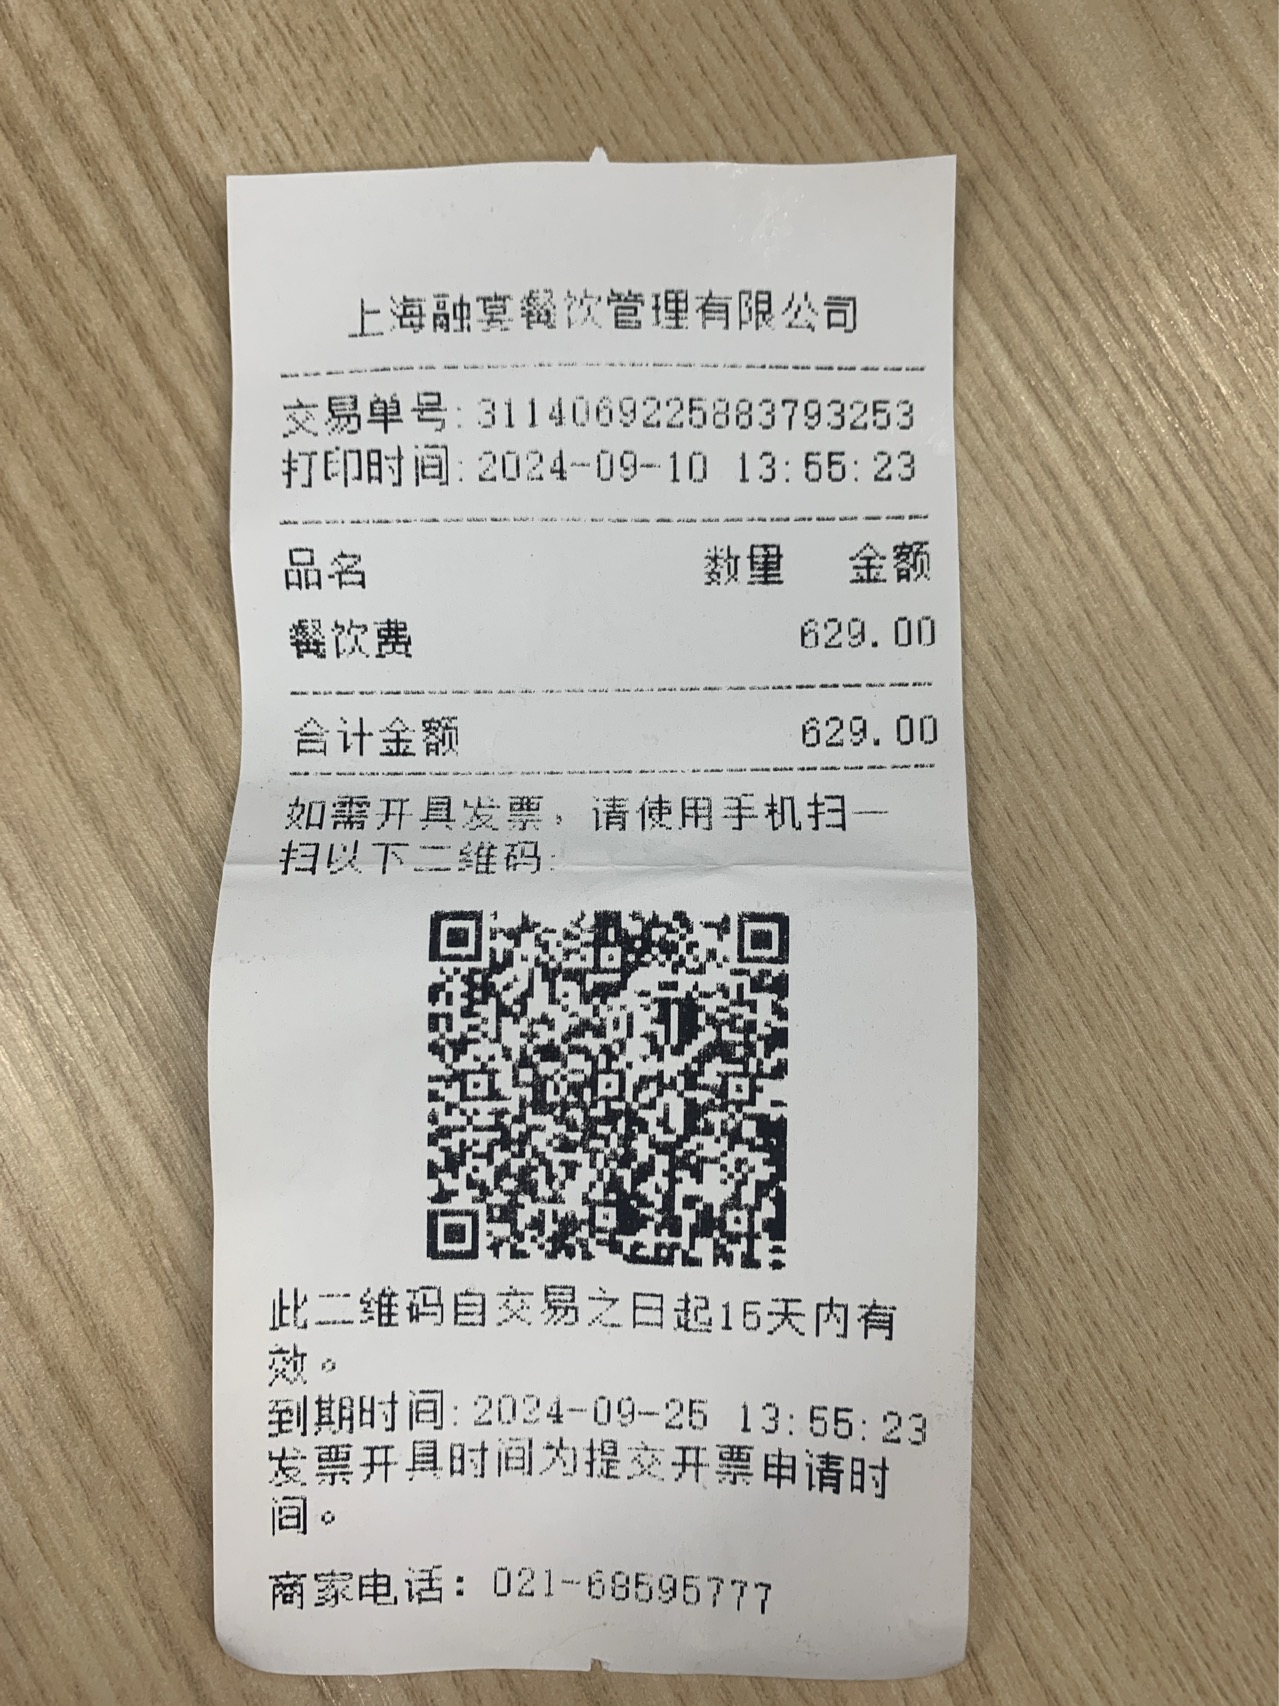 上海融宴餐饮管理有限公司
交易单号:3114069225883793253
打印时间:2024-09-10 13:55:23
品名 数量 金额
餐饮费 629.00
合计金额 629.00
如需开具发票，请使用手机扫一
扫以下二维码:
此二维码自交易之日起15天内有
效。
到期时间:2024-09-25 13:55:23
发票开具时间为提交开票申请时
间。
商家电话：021-68595777